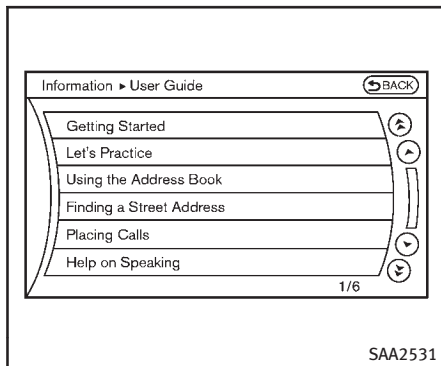 Information ▸ User Guide
BACK
Getting Started
Let's Practice
Using the Address Book
Finding a Street Address
Placing Calls
Help on Speaking
1/6
SAA2531